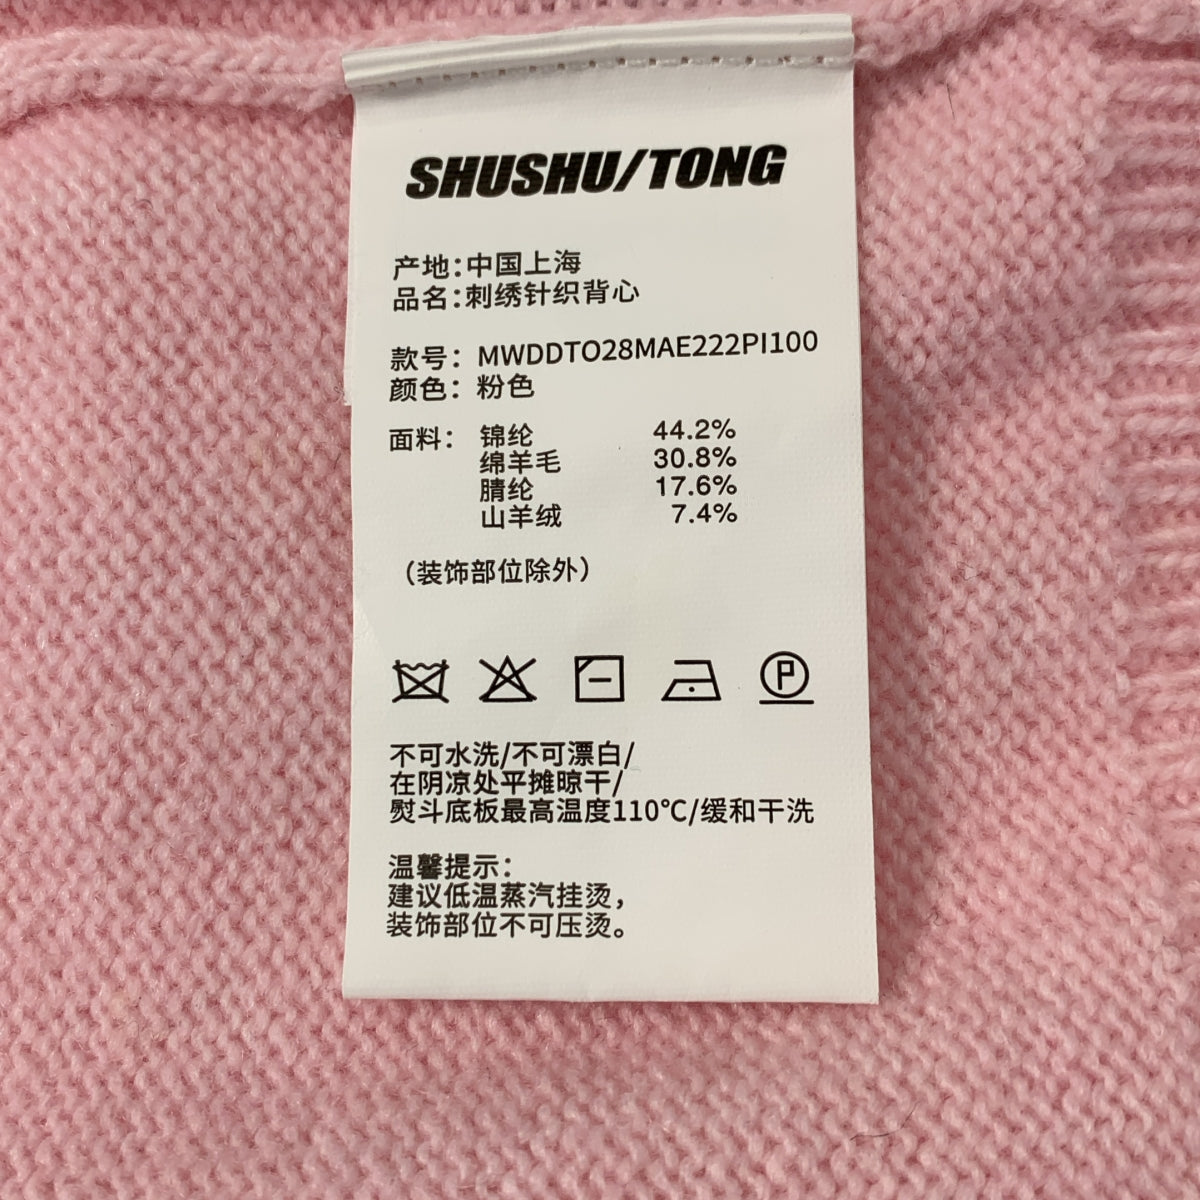 SHUSHU/TONG
产地:中国上海
品名:刺绣针织背心
款号: MWDDTO28MAE222PI100
颜色: 粉色
面料: 锦纶 44.2%
绵羊毛 30.8%
腈纶 17.6%
山羊绒 7.4%
(装饰部位除外)
P
不可水洗/不可漂白/
在阴凉处平摊晾干/
熨斗底板最高温度110℃/缓和干洗
温馨提示:
建议低温蒸汽挂烫,
装饰部位不可压烫。